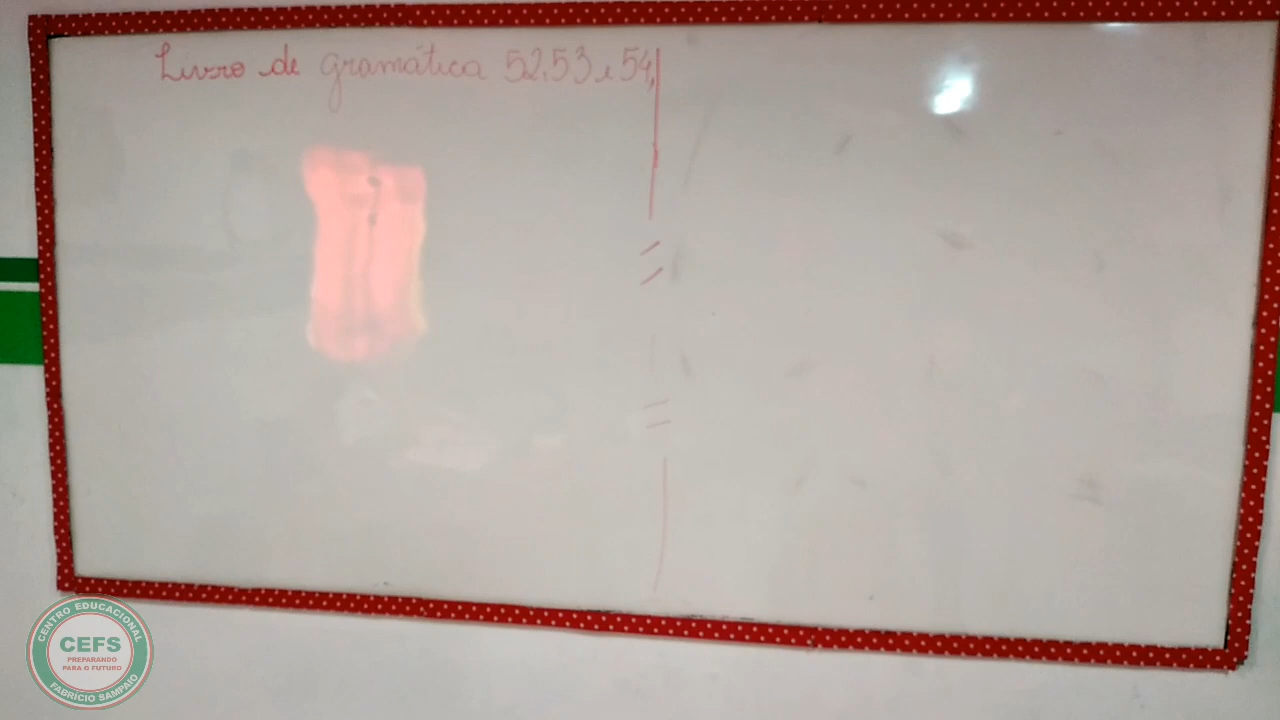 Livro de gramática 52,53 e 54,
CENTRO EDUCACIONAL
CEFS
PREPARANDO
PARA O FUTURO
FABRICIO SAMPAIO